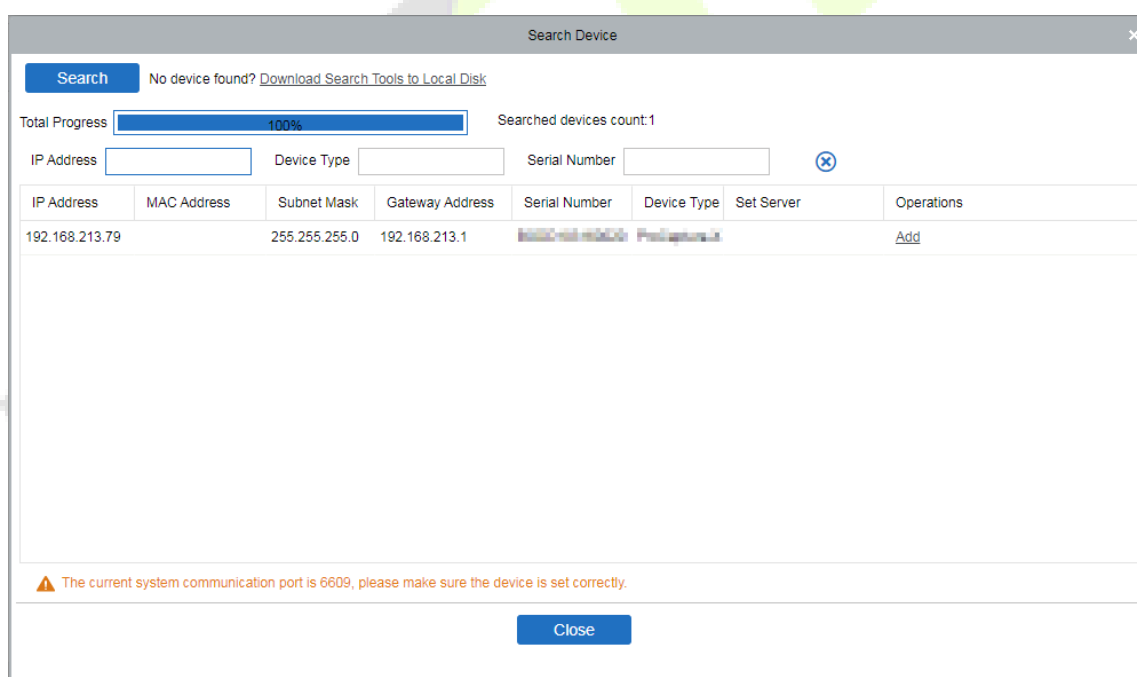 Search Device
Search No device found? Download Search Tools to Local Disk
Total Progress 100% Searched devices count:1
IP Address Device Type Serial Number
IP Address MAC Address Subnet Mask Gateway Address Serial Number Device Type Set Server Operations
192.168.213.79 255.255.255.0 192.168.213.1 Add
The current system communication port is 6609, please make sure the device is set correctly.
Close